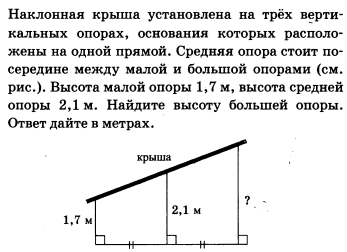 Наклонная крыша установлена на трёх верти-
кальных опорах, основания которых располо-
жены на одной прямой. Средняя опора стоит по-
середине между малой и большой опорами (см.
рис.). Высота малой опоры 1,7 м, высота средней
опоры 2,1 м. Найдите высоту большей опоры.
Ответ дайте в метрах.
крыша
1,7 м
2,1 м
?